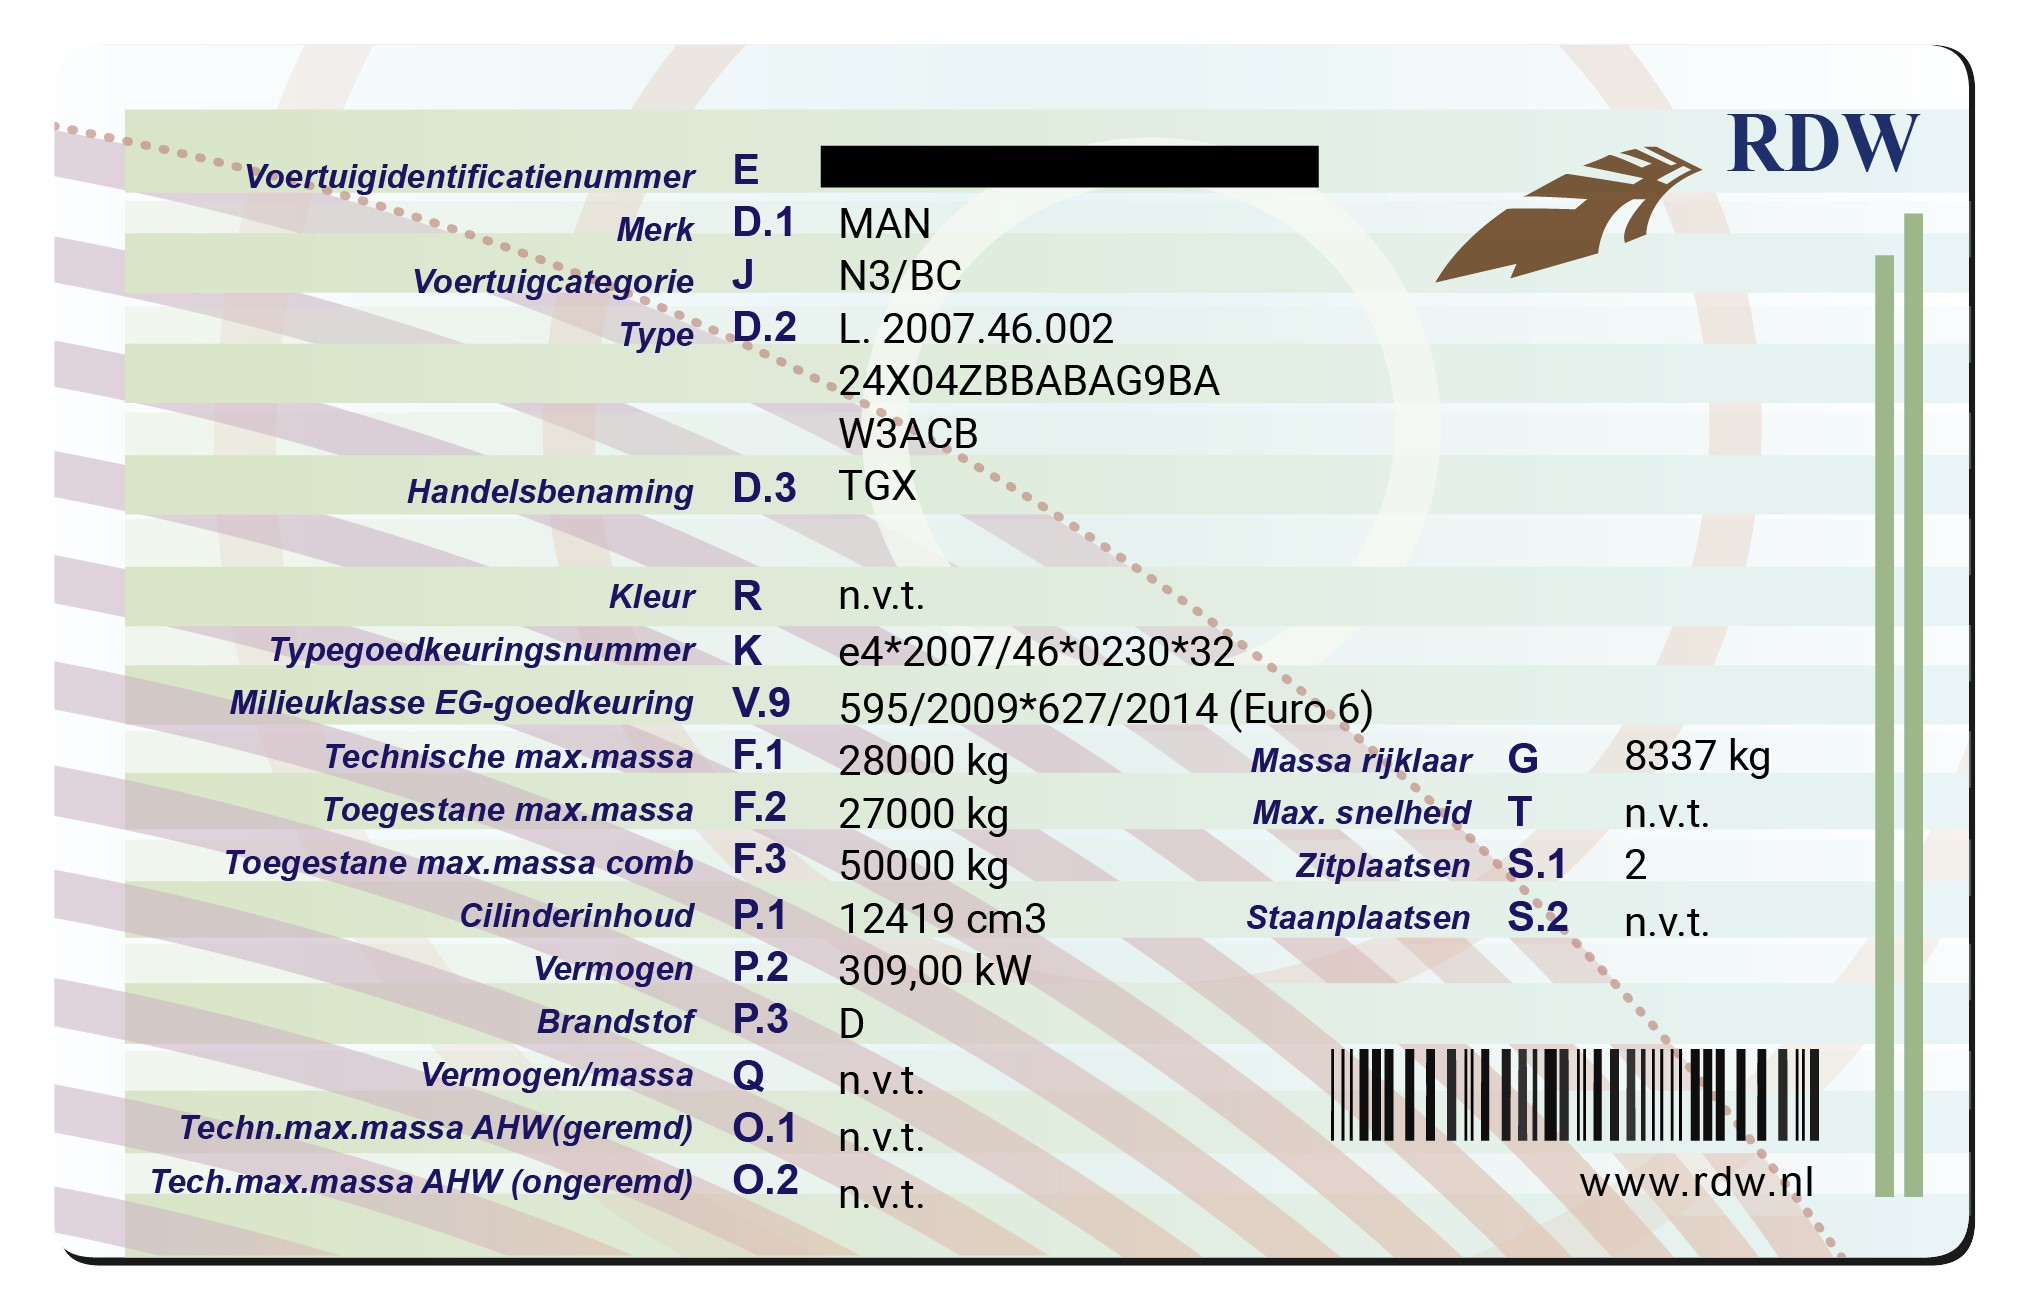 RDW
Voertuigidentificatienummer E
Merk D.1 MAN
Voertuigcategorie J N3/BC
Type D.2 L. 2007.46.002
24X04ZBBABAG9BA
W3ACB
Handelsbenaming D.3 TGX
Kleur R n.v.t.
Typegoedkeuringsnummer K e4*2007/46*0230*32
Milieuklasse EG-goedkeuring V.9 595/2009*627/2014 (Euro 6)
Technische max.massa F.1 28000 kg Massa rijklaar G 8337 kg
Toegestane max.massa F.2 27000 kg Max. snelheid T n.v.t.
Toegestane max.massa comb F.3 50000 kg Zitplaatsen S.1 2
Cilinderinhoud P.1 12419 cm3 Staanplaatsen S.2 n.v.t.
Vermogen P.2 309,00 kW
Brandstof P.3 D
Vermogen/massa Q n.v.t.
Techn.max.massa AHW(geremd) O.1 n.v.t.
Tech.max.massa AHW (ongeremd) O.2 n.v.t.
www.rdw.nl